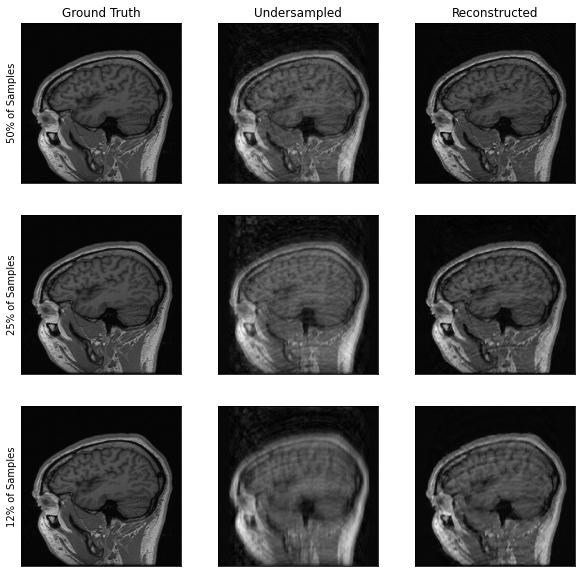 Ground Truth
Undersampled
Reconstructed
50% of Samples
25% of Samples
12% of Samples